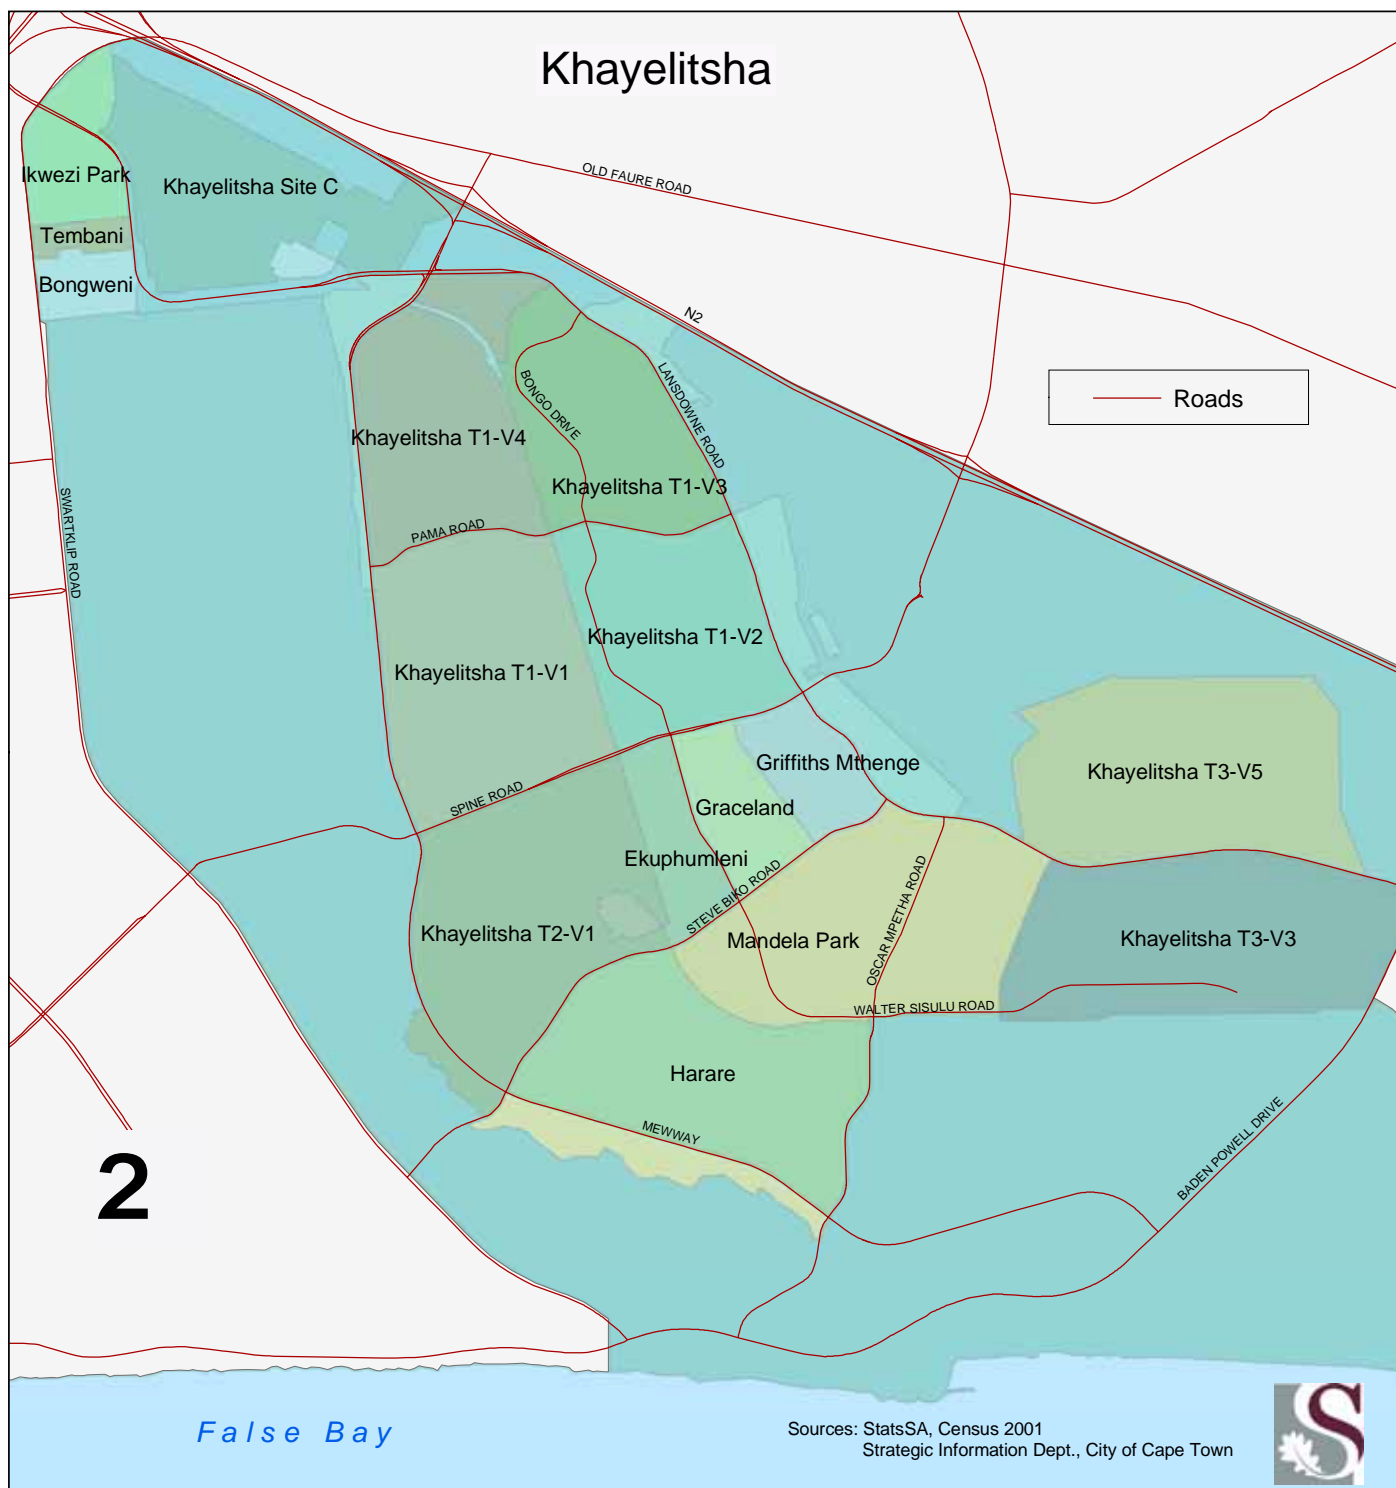 Khayelitsha
OLD FAURE ROAD
Ikwezi Park
Khayelitsha Site C
Tembani
Bongweni
N2
Roads
LANSDOWNE ROAD
BONGO DRIVE
Khayelitsha T1-V4
Khayelitsha T1-V3
SWARTKLIP ROAD
PAMA ROAD
Khayelitsha T1-V2
Khayelitsha T1-V1
Griffiths Mthenge
Khayelitsha T3-V5
SPINE ROAD
Graceland
Ekuphumleni
STEVE BIKO ROAD
OSCAR MPETHA ROAD
Khayelitsha T2-V1
Mandela Park
Khayelitsha T3-V3
WALTER SISULU ROAD
Harare
MEWWAY
BADEN POWELL DRIVE
2
False Bay
Sources: StatsSA, Census 2001
Strategic Information Dept., City of Cape Town
S